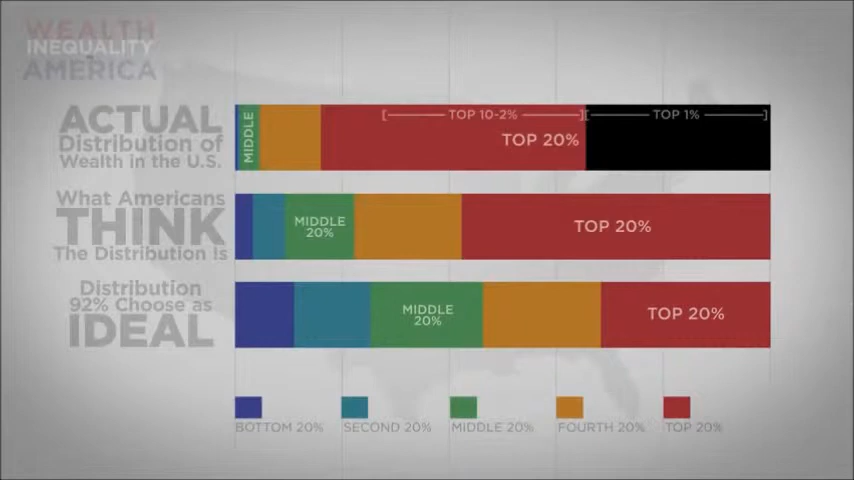 WEALTH
INEQUALITY
AMERICA
ACTUAL
Distribution of
Wealth in the U.S.
MIDDLE
[TOP 10-2%]
[TOP 1%]
TOP 20%
What Americans
THINK
The Distribution is
MIDDLE
20%
TOP 20%
Distribution
92% Choose as
IDEAL
MIDDLE
20%
TOP 20%
BOTTOM 20%
SECOND 20%
MIDDLE 20%
FOURTH 20%
TOP 20%